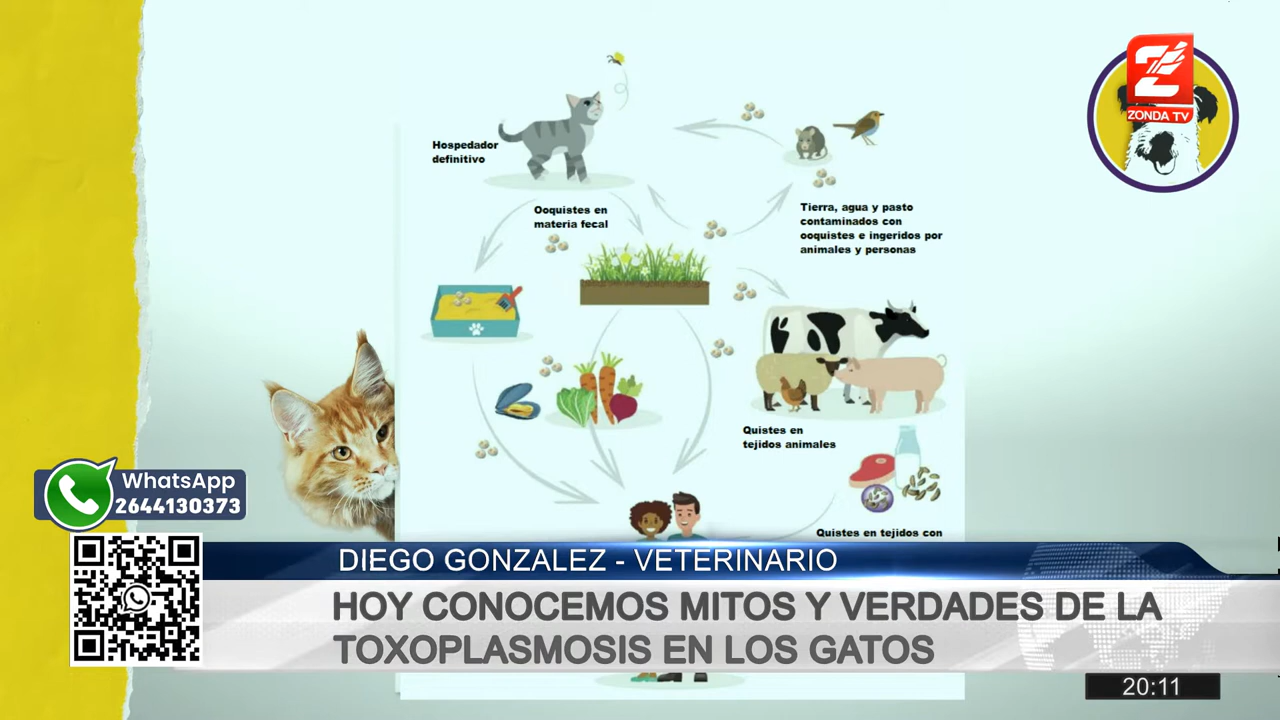 ZONDA TV
Hospedador
definitivo
Ooquistes en
materia fecal
Tierra, agua y pasto
contaminados con
ooquistes e ingeridos por
animales y personas
Quistes en
tejidos animales
Quistes en tejidos con
WhatsApp
2644130373
DIEGO GONZALEZ - VETERINARIO
HOY CONOCEMOS MITOS Y VERDADES DE LA
TOXOPLASMOSIS EN LOS GATOS
20:11